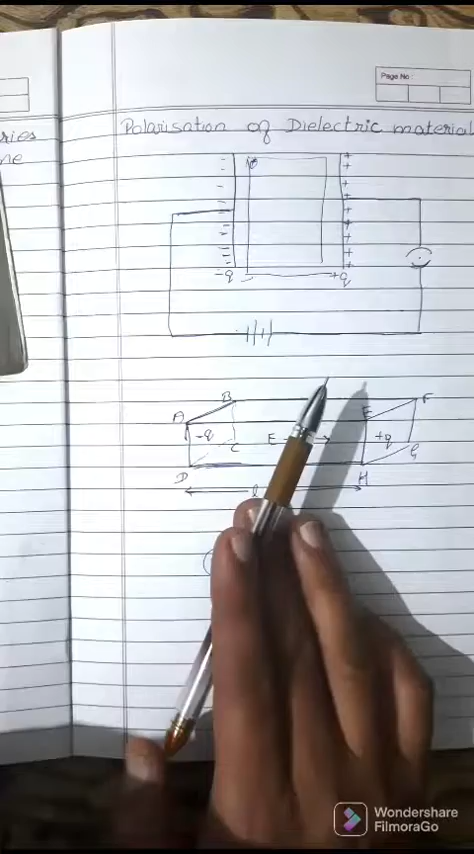 Page No:
ries
ne
Polarisation of Dielectric material
-q
+q
B
F
A
E
-q
E
+q
C
G
D
H
l
Wondershare
FilmoraGo